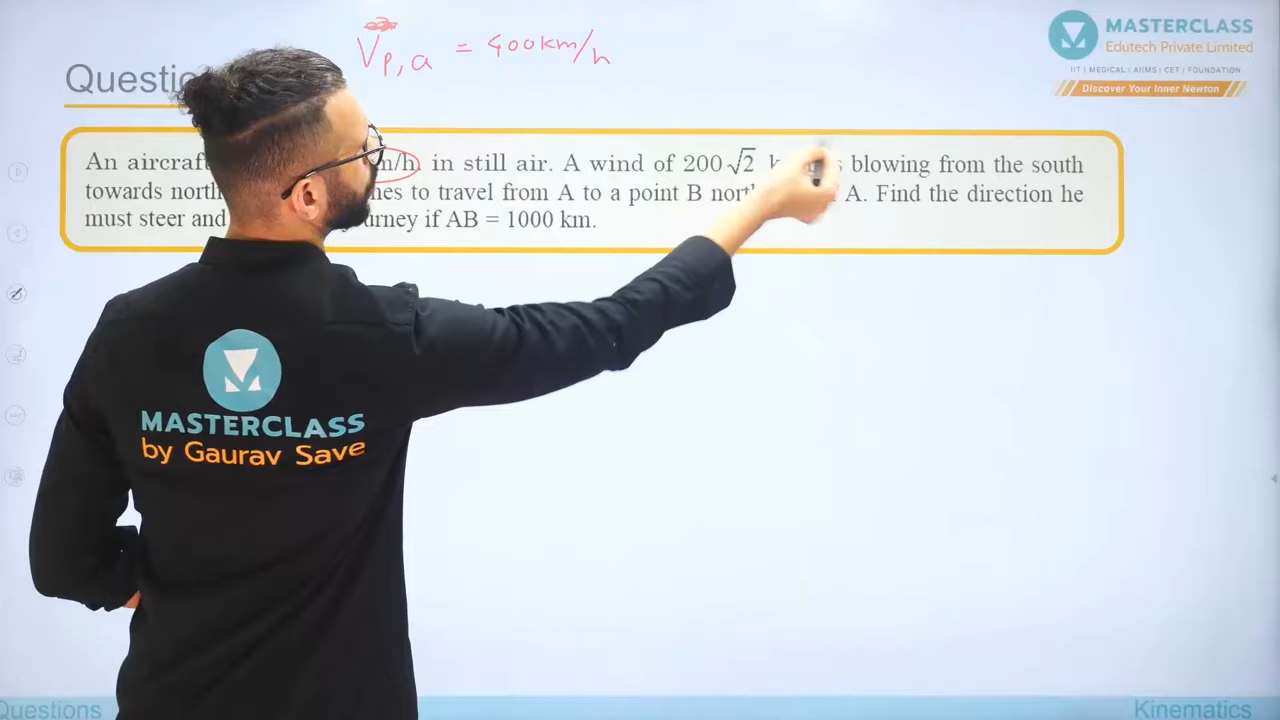 V⃗p,a = 400km/h
Questio
MASTERCLASS
Edutech Private Limited
IIT | MEDICAL | AIIMS | CET | FOUNDATION
Discover Your Inner Newton
An aircraf /h in still air. A wind of 200√2 k s blowing from the south
towards north to travel from A to a point B nort A. Find the direction he
must steer and urney if AB = 1000 km.
MASTERCLASS
by Gaurav Save
Questions
Kinematics